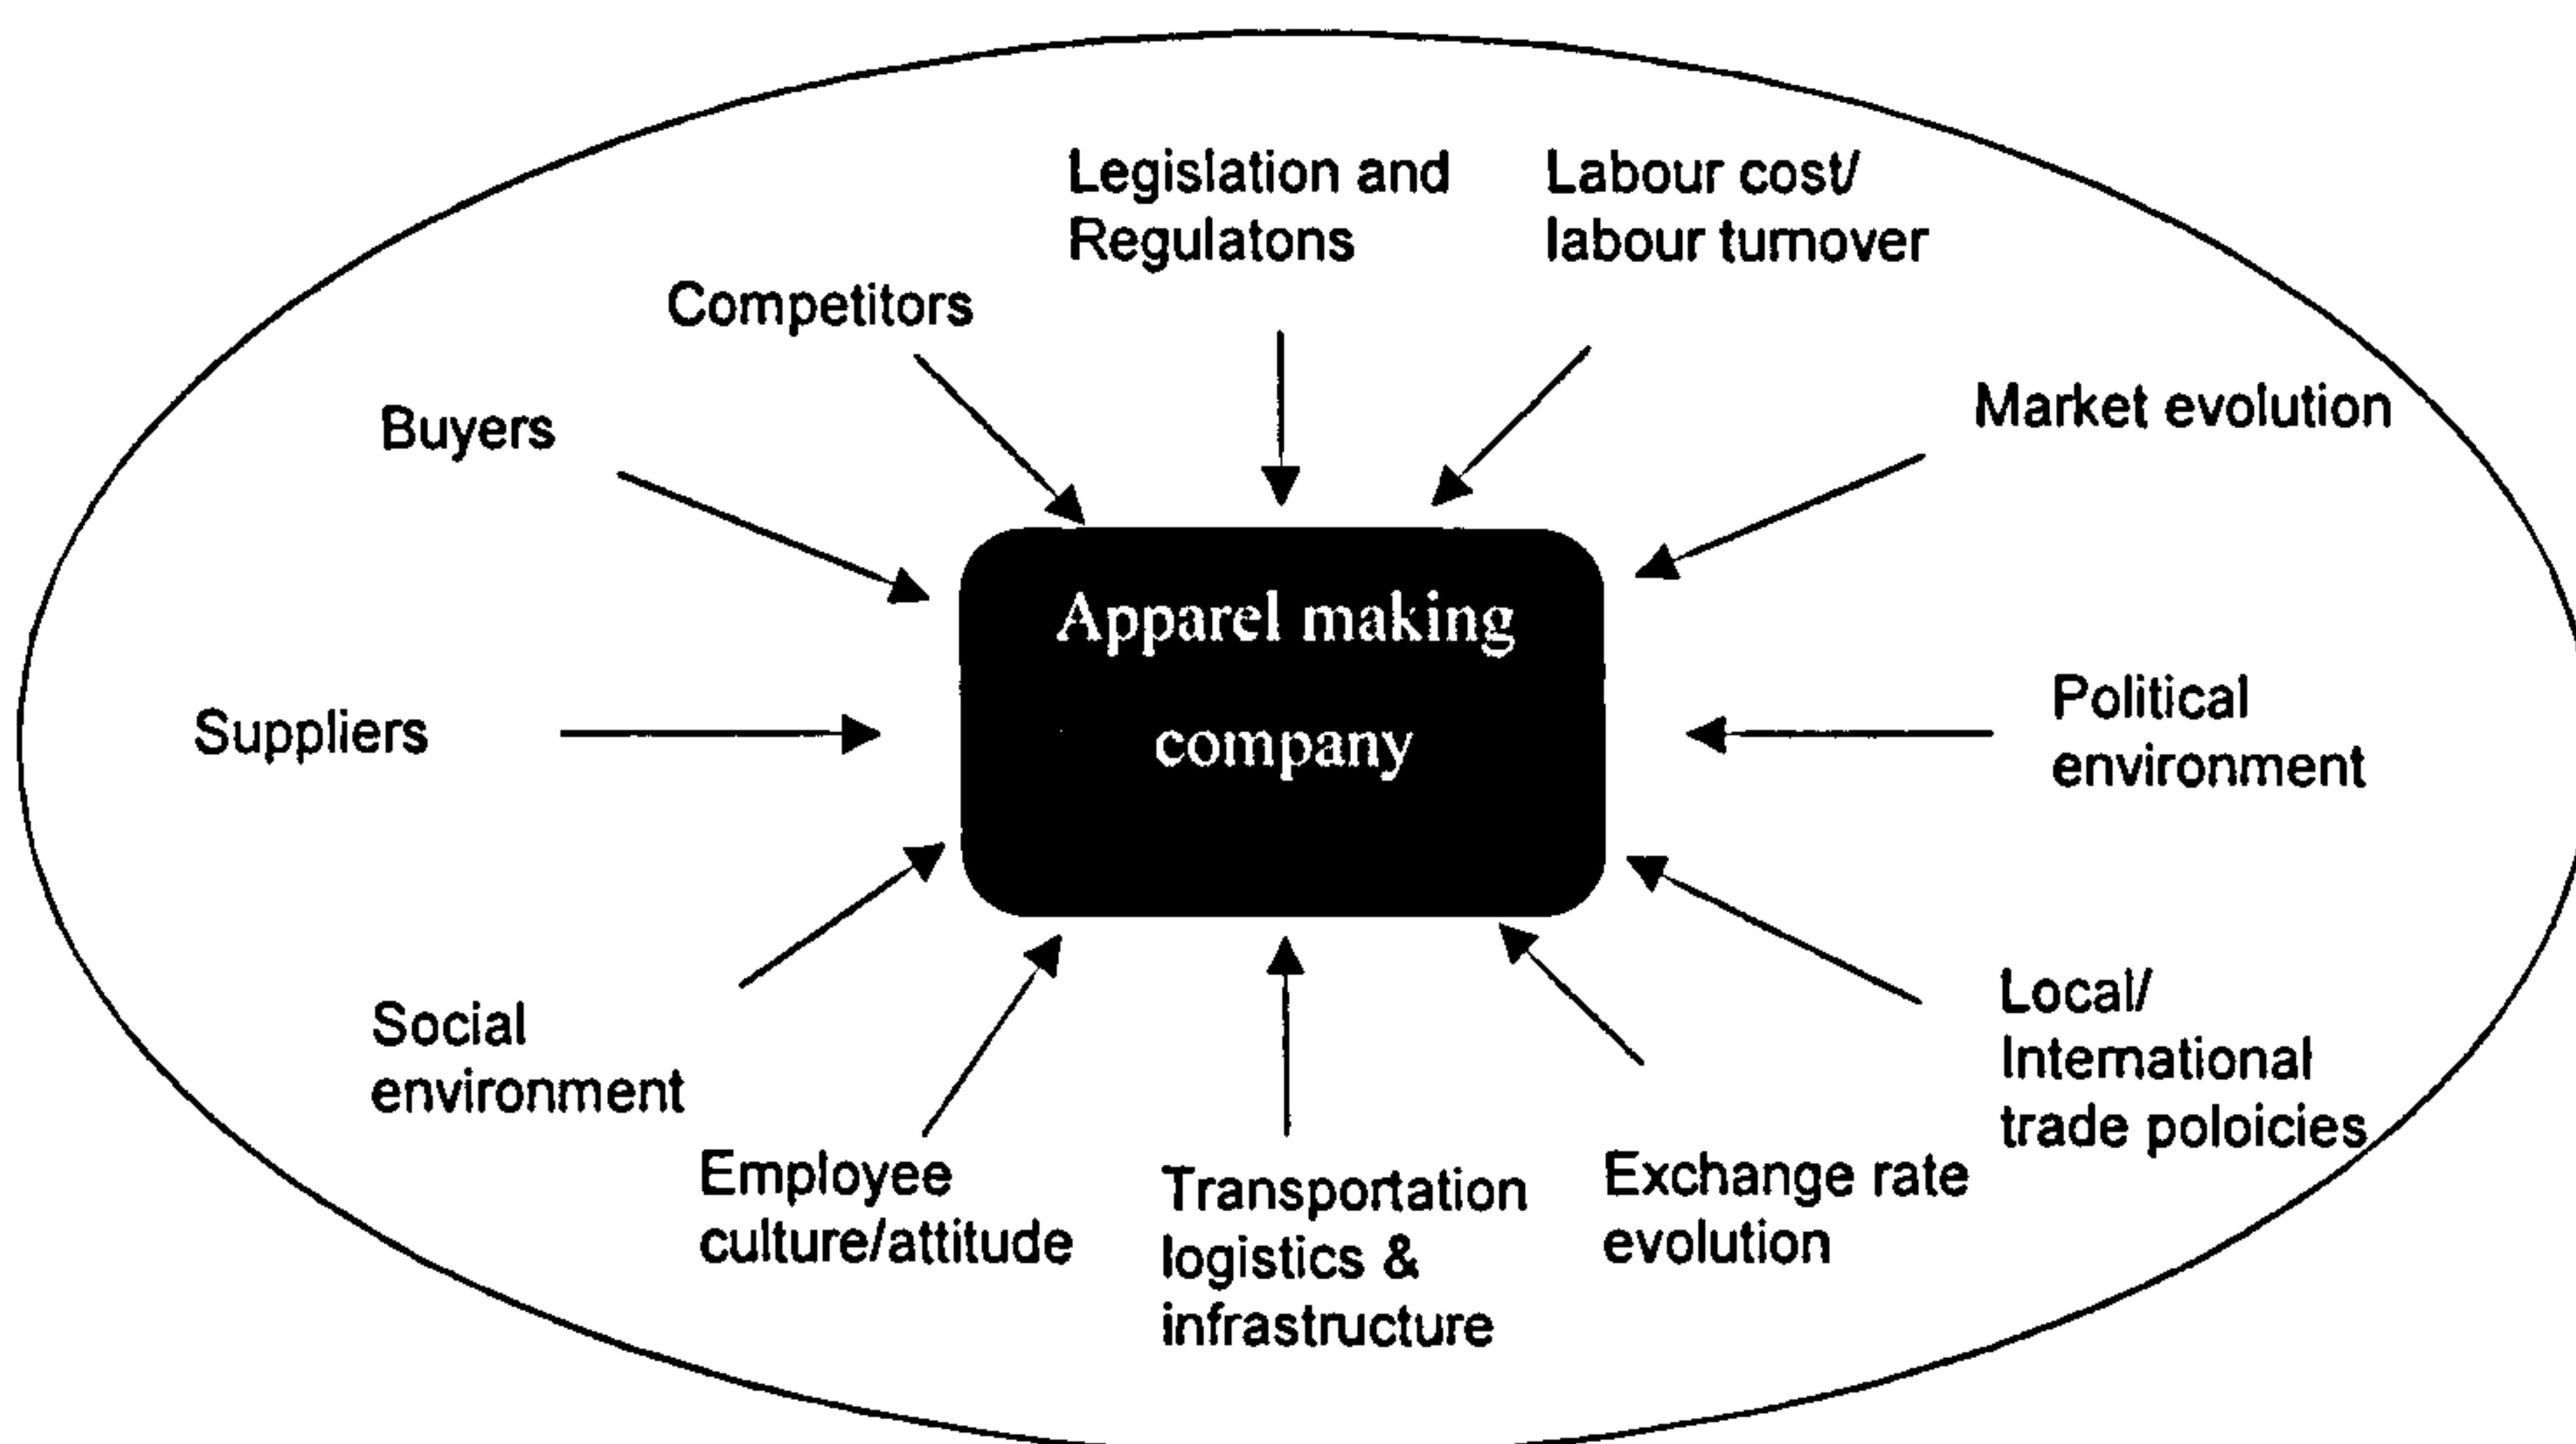 Legislation and
Regulatons
Labour cost/
labour turnover
Competitors
Market evolution
Buyers
Apparel making
company
Suppliers
Political
environment
Social
environment
Local/
International
trade poloicies
Employee
culture/attitude
Transportation
logistics &
infrastructure
Exchange rate
evolution